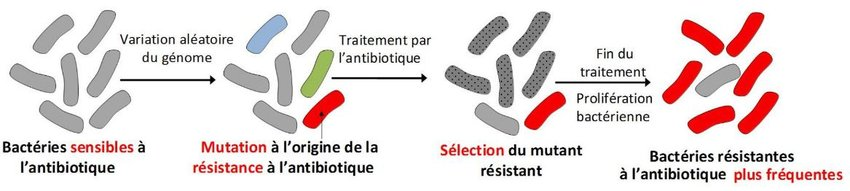 Variation aléatoire
du génome
Traitement par
l'antibiotique
Fin du
traitement
Prolifération
bactérienne
Bactéries sensibles à
l'antibiotique
Mutation à l'origine de la
résistance à l'antibiotique
Sélection du mutant
résistant
Bactéries résistantes
à l'antibiotique plus fréquentes